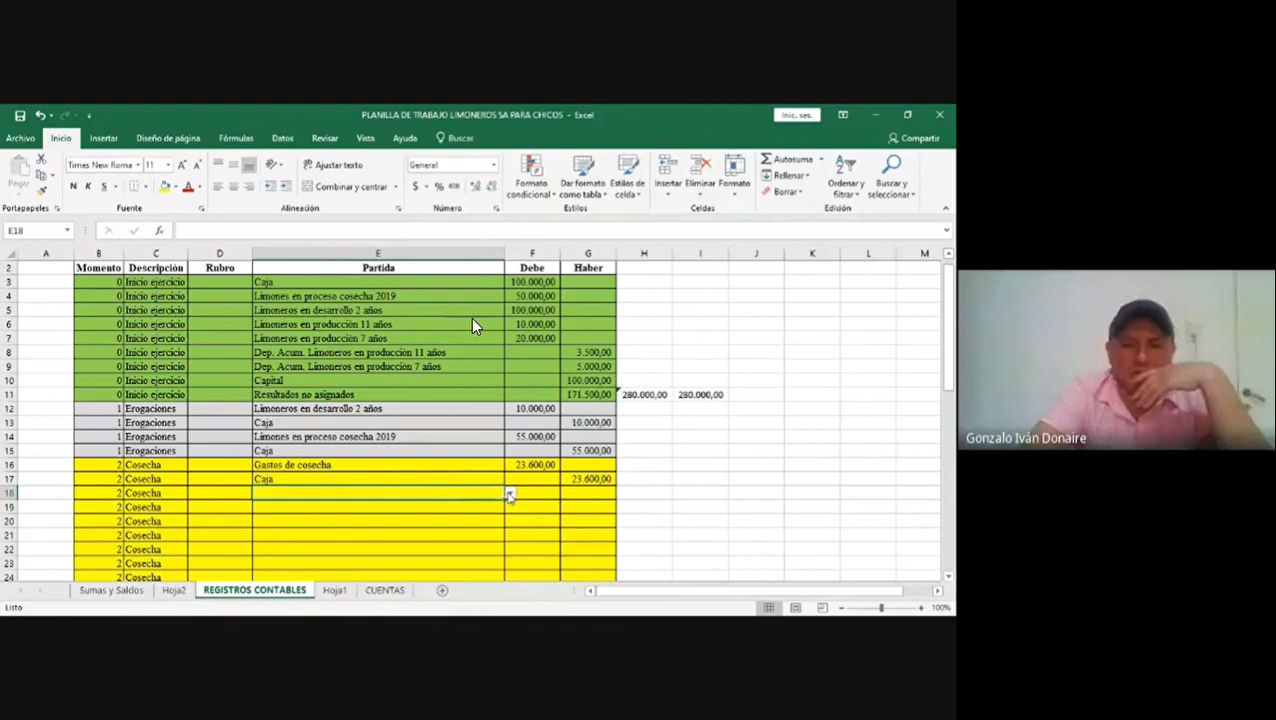 PLANILLA DE TRABAJO LIMONEROS SA PARA CHICOS - Excel
Inic. ses.
Archivo Inicio Insertar Diseño de página Fórmulas Datos Revisar Vista Ayuda Buscar Compartir
Pegar
Times New Roma 11
N K S
Ajustar texto
Combinar y centrar
General
$ % 000
Formato condicional
Dar formato como tabla
Estilos de celda
Insertar
Eliminar
Formato
Autosuma
Rellenar
Borrar
Ordenar y filtrar
Buscar y seleccionar
Portapapeles Fuente Alineación Número Estilos Celdas Edición
E18 fx
A B C D E F G H I J K L M
2 Momento Descripción Rubro Partida Debe Haber
3 0 Inicio ejercicio Caja 100.000,00
4 0 Inicio ejercicio Limones en proceso cosecha 2019 50.000,00
5 0 Inicio ejercicio Limoneros en desarrollo 2 años 100.000,00
6 0 Inicio ejercicio Limoneros en producción 11 años 10.000,00
7 0 Inicio ejercicio Limoneros en producción 7 años 20.000,00
8 0 Inicio ejercicio Dep. Acum. Limoneros en producción 11 años 3.500,00
9 0 Inicio ejercicio Dep. Acum. Limoneros en producción 7 años 5.000,00
10 0 Inicio ejercicio Capital 100.000,00
11 0 Inicio ejercicio Resultados no asignados 171.500,00 280.000,00 280.000,00
12 1 Erogaciones Limoneros en desarrollo 2 años 10.000,00
13 1 Erogaciones Caja 10.000,00
14 1 Erogaciones Limones en proceso cosecha 2019 55.000,00
15 1 Erogaciones Caja 55.000,00
16 2 Cosecha Gastos de cosecha 23.600,00
17 2 Cosecha Caja 23.600,00
18 2 Cosecha
19 2 Cosecha
20 2 Cosecha
21 2 Cosecha
22 2 Cosecha
23 2 Cosecha
24 2 Cosecha
Sumas y Saldos Hoja2 REGISTROS CONTABLES Hoja1 CUENTAS
Listo 100%
Gonzalo Iván Donaire